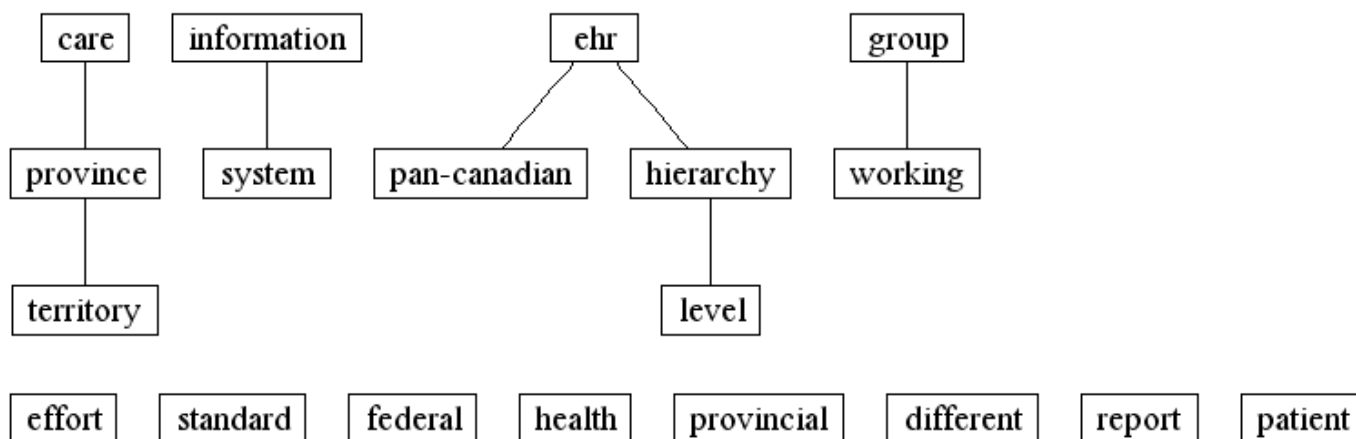 care information ehr group
province system pan-canadian hierarchy working
territory level
effort standard federal health provincial different report patient